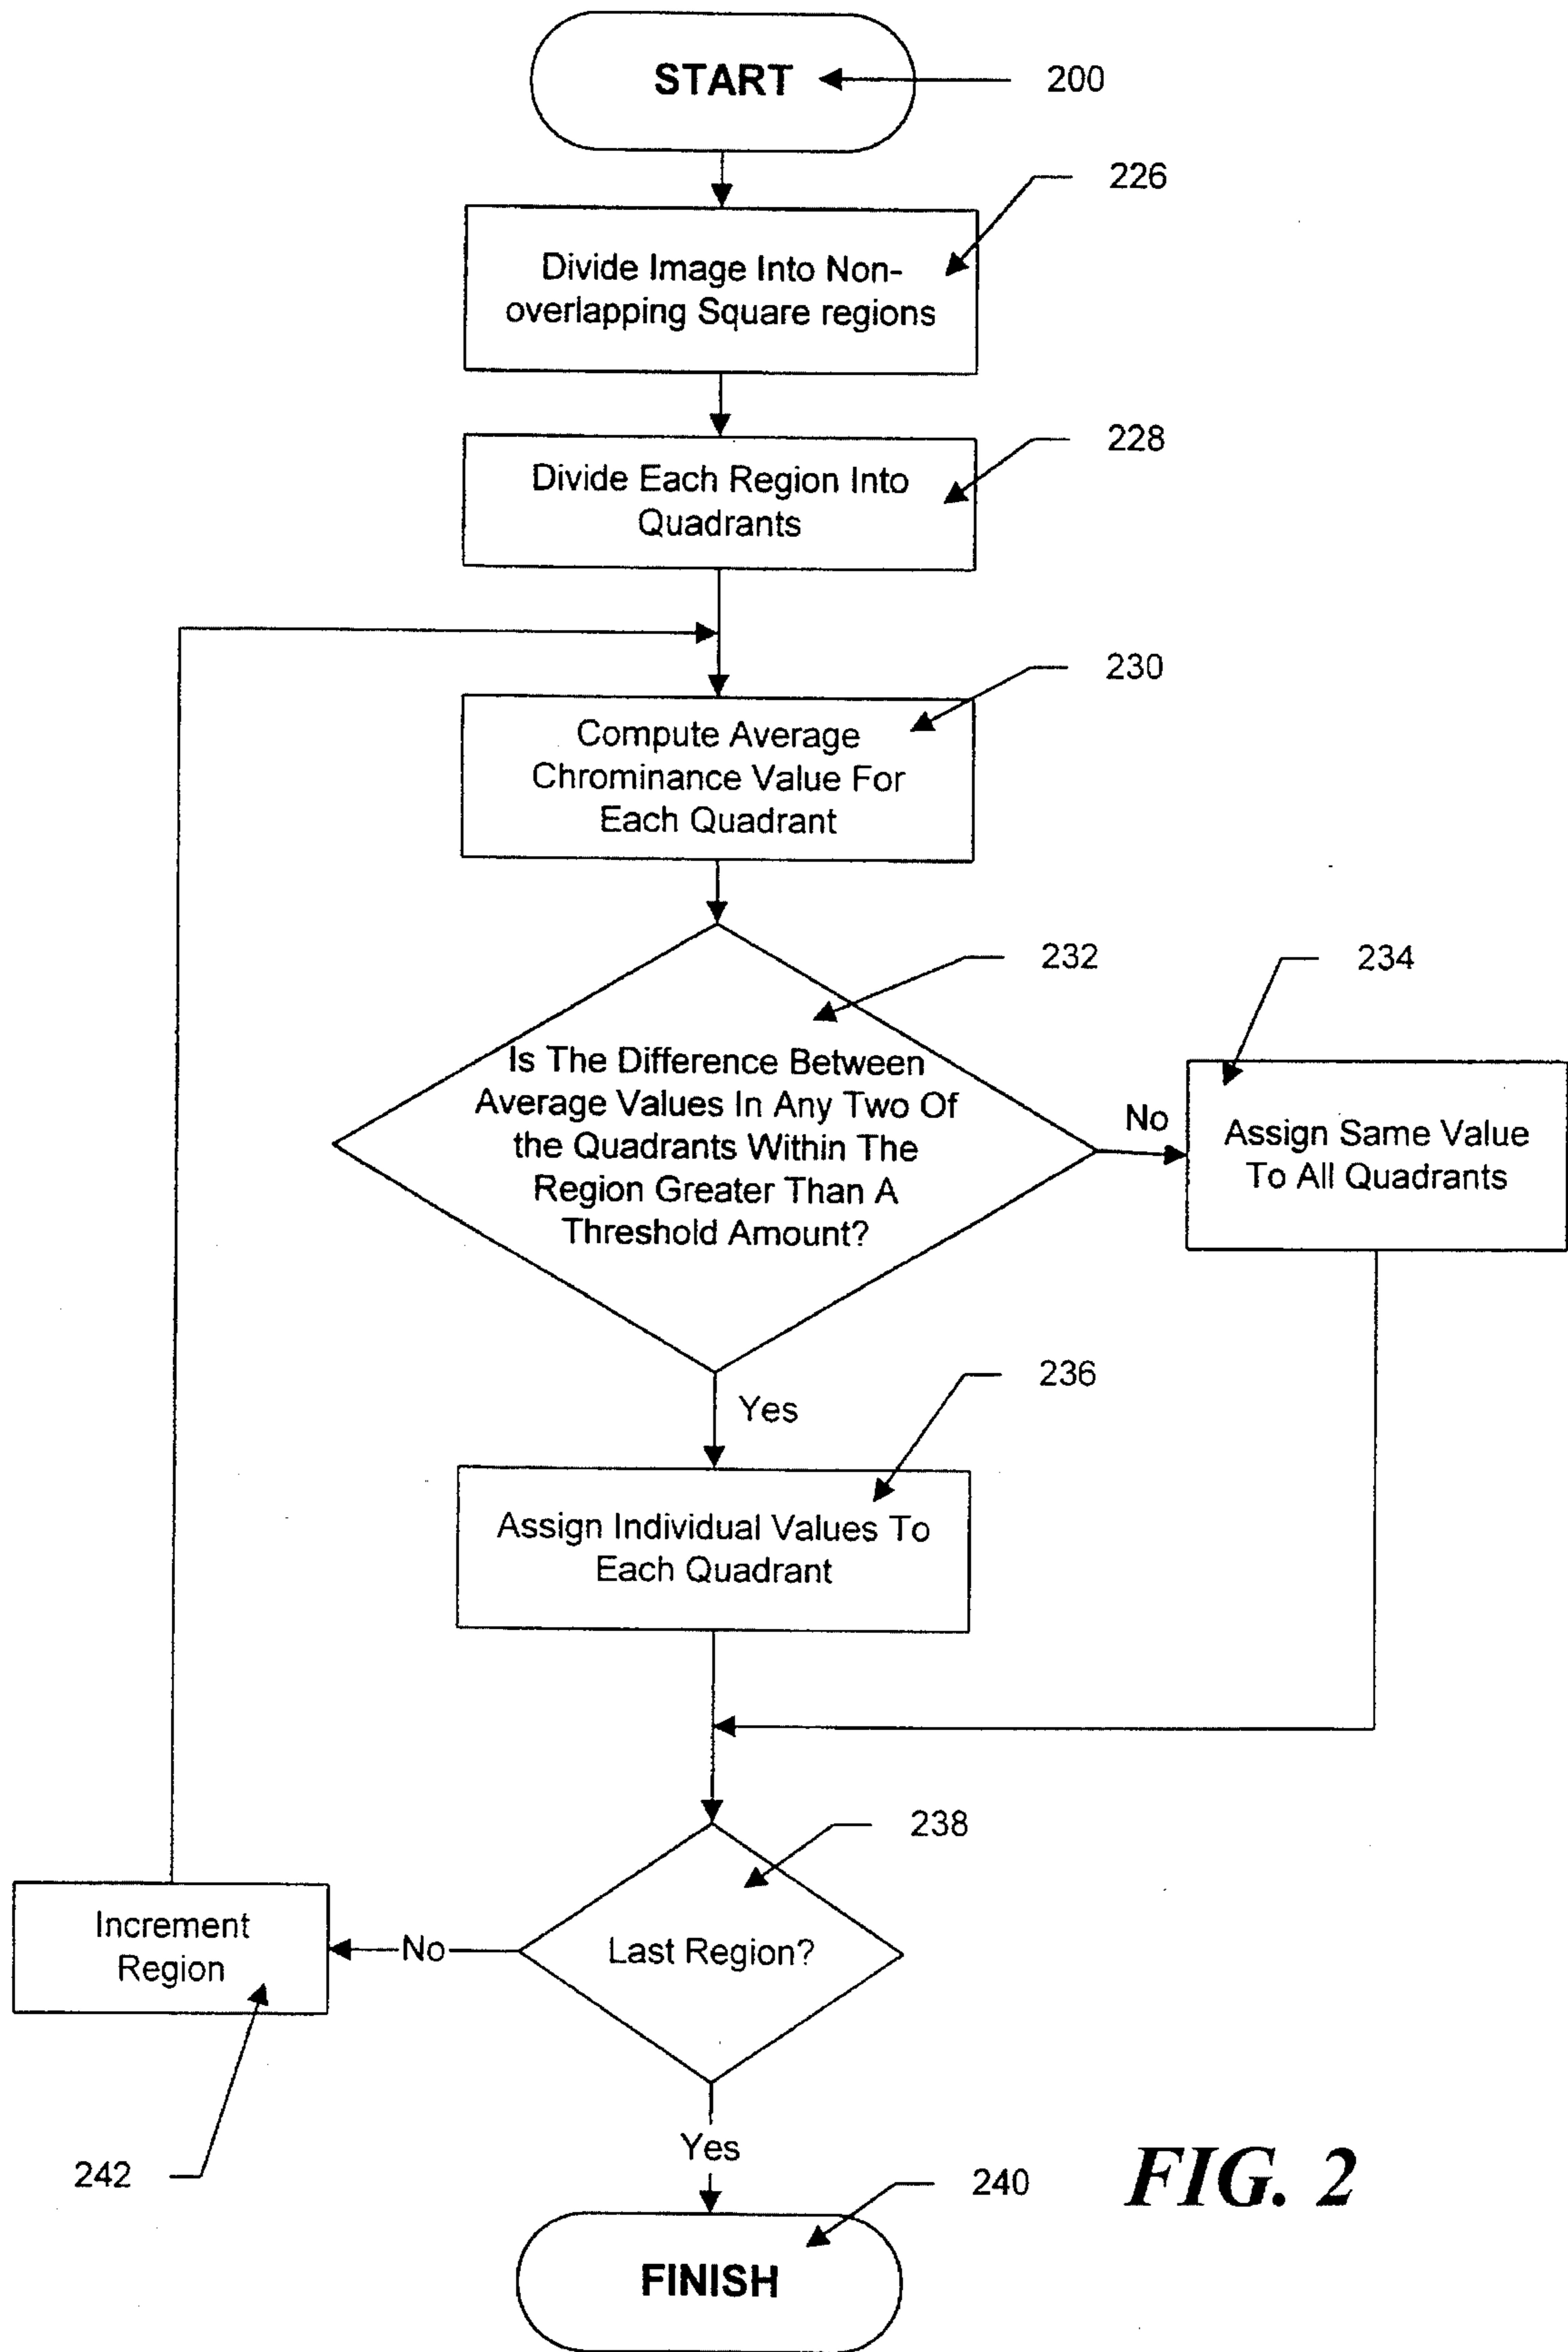 START
200
226
Divide Image Into Non-
overlapping Square regions
228
Divide Each Region Into
Quadrants
230
Compute Average
Chrominance Value For
Each Quadrant
232
234
Is The Difference Between
Average Values In Any Two Of
the Quadrants Within The
Region Greater Than A
Threshold Amount?
No
Assign Same Value
To All Quadrants
Yes
236
Assign Individual Values To
Each Quadrant
238
Last Region?
No
Increment
Region
242
Yes
240
FINISH
FIG. 2